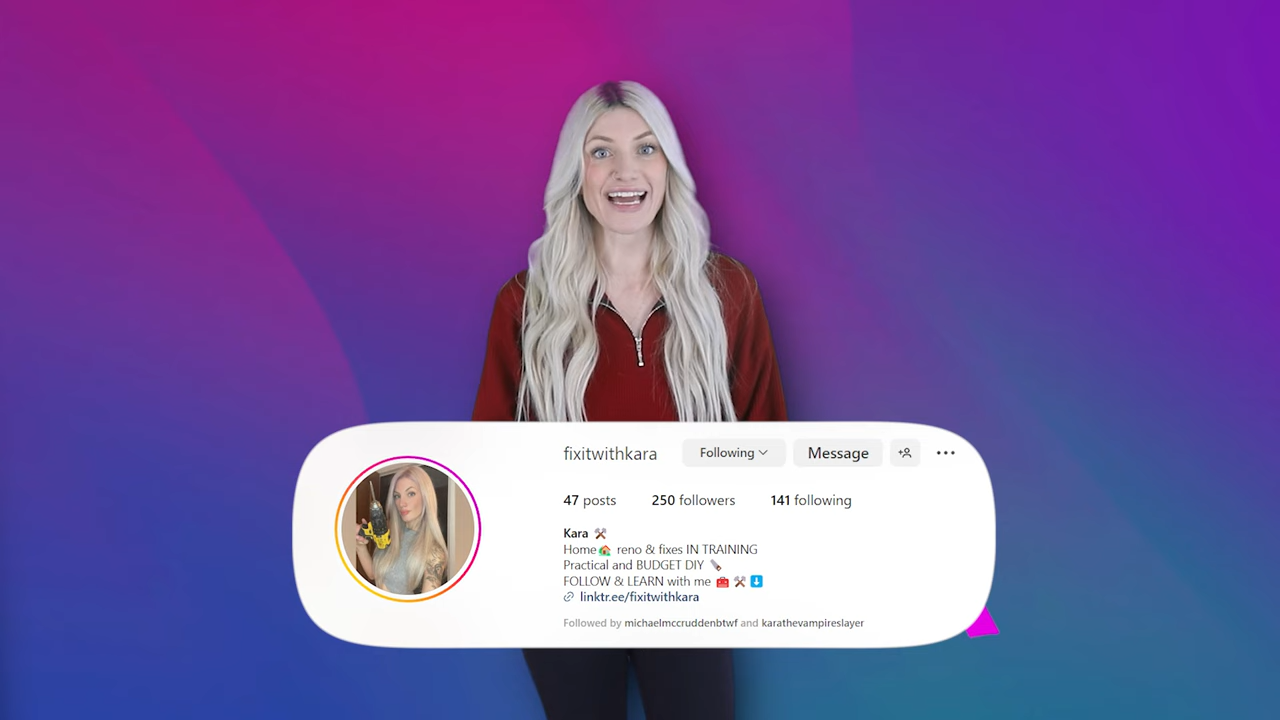 fixitwithkara Following Message
47 posts 250 followers 141 following
Kara ⚒️
Home🏠 reno & fixes IN TRAINING
Practical and BUDGET DIY 🪚
FOLLOW & LEARN with me 🧰 ⚒️ ⬇️
linktr.ee/fixitwithkara
Followed by michaelmccruddenbtwf and karathevampireslayer